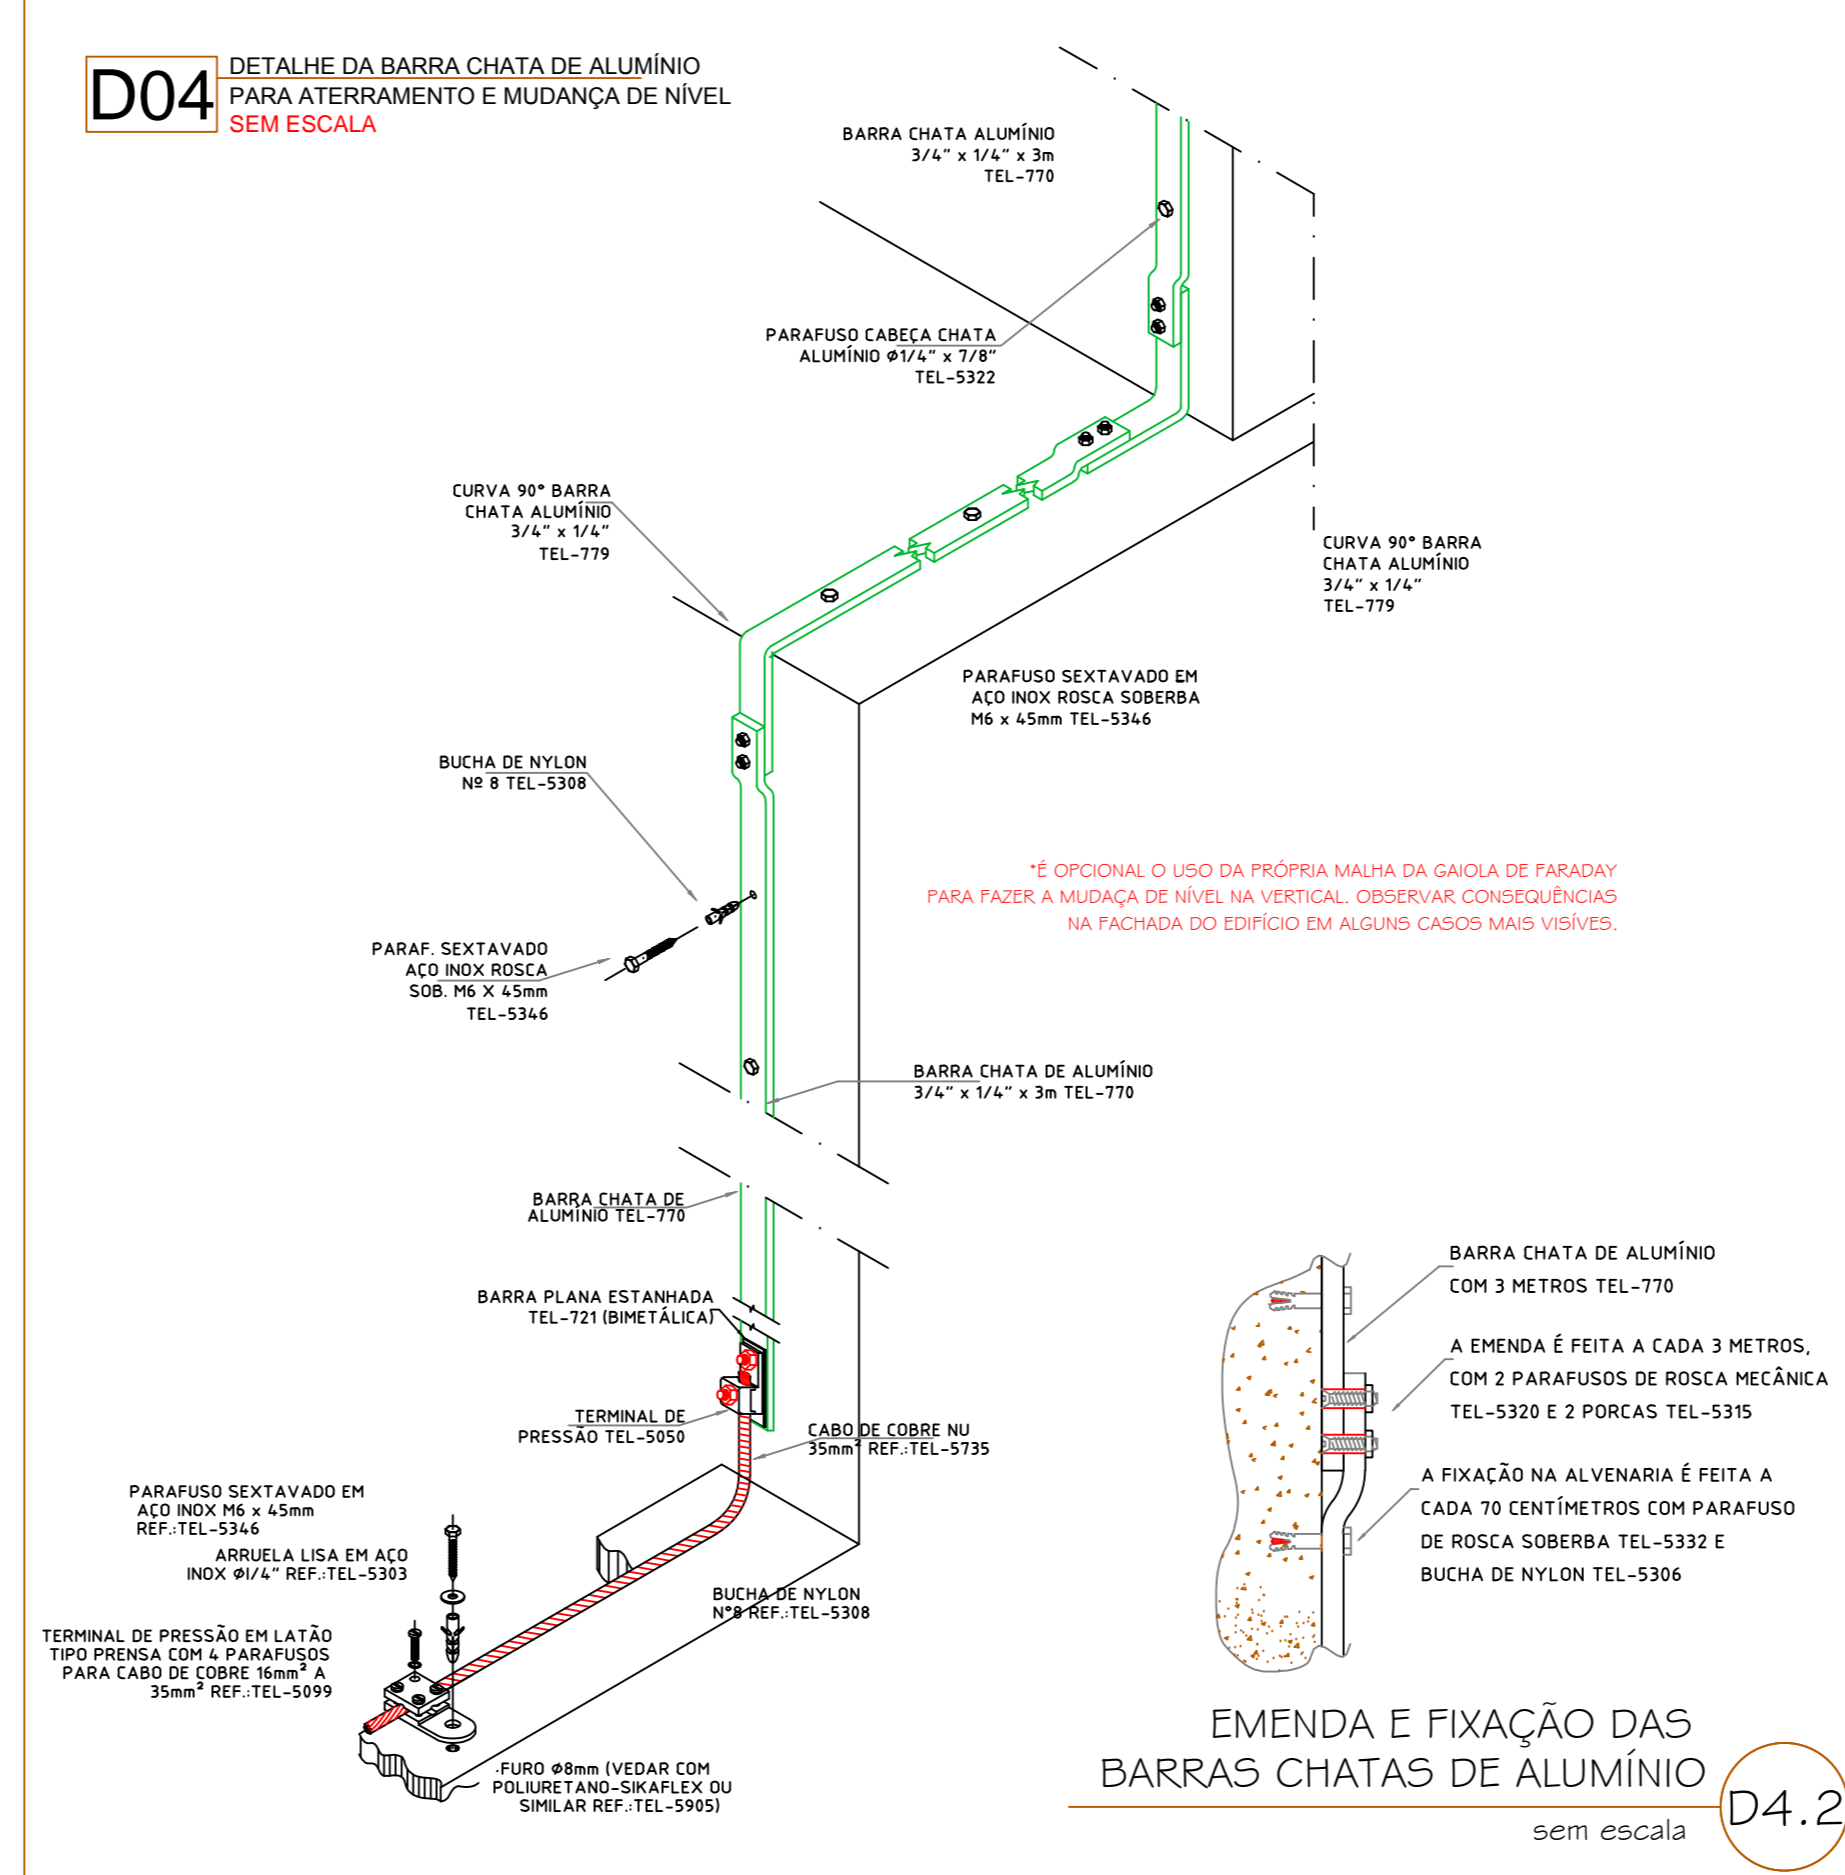 D04
DETALHE DA BARRA CHATA DE ALUMÍNIO
PARA ATERRAMENTO E MUDANÇA DE NÍVEL
SEM ESCALA
BARRA CHATA ALUMÍNIO
3/4" x 1/4" x 3m
TEL-770
PARAFUSO CABEÇA CHATA
ALUMÍNIO Ø1/4" x 7/8"
TEL-5322
CURVA 90° BARRA
CHATA ALUMÍNIO
3/4" x 1/4"
TEL-779
CURVA 90° BARRA
CHATA ALUMÍNIO
3/4" x 1/4"
TEL-779
PARAFUSO SEXTAVADO EM
AÇO INOX ROSCA SOBERBA
M6 x 45mm TEL-5346
BUCHA DE NYLON
Nº 8 TEL-5308
*É OPCIONAL O USO DA PRÓPRIA MALHA DA GAIOLA DE FARADAY
PARA FAZER A MUDAÇA DE NÍVEL NA VERTICAL. OBSERVAR CONSEQUÊNCIAS
NA FACHADA DO EDIFÍCIO EM ALGUNS CASOS MAIS VISÍVES.
PARAF. SEXTAVADO
AÇO INOX ROSCA
SOB. M6 X 45mm
TEL-5346
BARRA CHATA DE ALUMÍNIO
3/4" x 1/4" x 3m TEL-770
BARRA CHATA DE
ALUMÍNIO TEL-770
BARRA PLANA ESTANHADA
TEL-721 (BIMETÁLICA)
TERMINAL DE
PRESSÃO TEL-5050
CABO DE COBRE NU
35mm² REF.:TEL-5735
PARAFUSO SEXTAVADO EM
AÇO INOX M6 x 45mm
REF.:TEL-5346
ARRUELA LISA EM AÇO
INOX Ø1/4" REF.:TEL-5303
BUCHA DE NYLON
N°8 REF.:TEL-5308
TERMINAL DE PRESSÃO EM LATÃO
TIPO PRENSA COM 4 PARAFUSOS
PARA CABO DE COBRE 16mm² A
35mm² REF.:TEL-5099
.FURO Ø8mm (VEDAR COM
POLIURETANO-SIKAFLEX OU
SIMILAR REF.:TEL-5905)
BARRA CHATA DE ALUMÍNIO
COM 3 METROS TEL-770
A EMENDA É FEITA A CADA 3 METROS,
COM 2 PARAFUSOS DE ROSCA MECÂNICA
TEL-5320 E 2 PORCAS TEL-5315
A FIXAÇÃO NA ALVENARIA É FEITA A
CADA 70 CENTÍMETROS COM PARAFUSO
DE ROSCA SOBERBA TEL-5332 E
BUCHA DE NYLON TEL-5306
EMENDA E FIXAÇÃO DAS
BARRAS CHATAS DE ALUMÍNIO
sem escala
D4.2